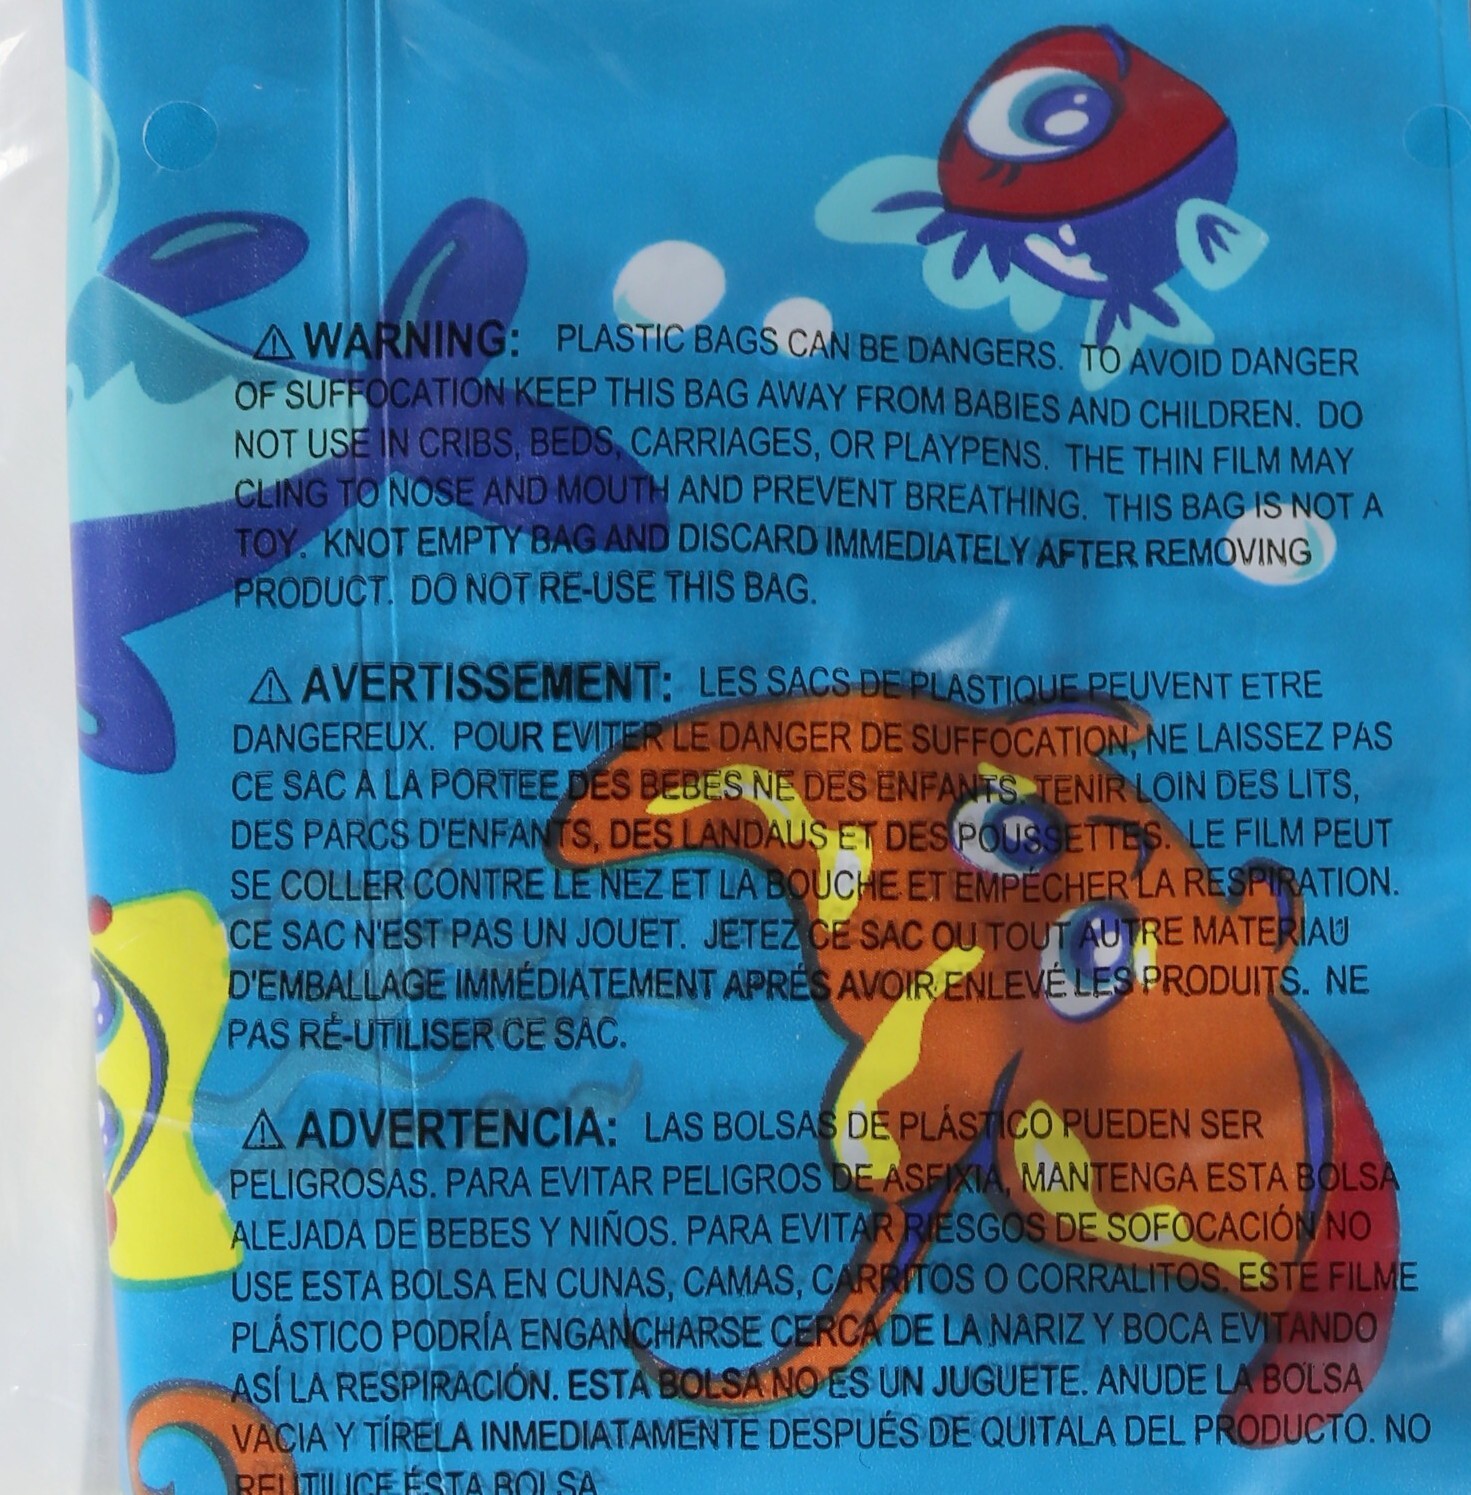 ⚠ WARNING: PLASTIC BAGS CAN BE DANGERS. TO AVOID DANGER
OF SUFFOCATION KEEP THIS BAG AWAY FROM BABIES AND CHILDREN. DO
NOT USE IN CRIBS, BEDS, CARRIAGES, OR PLAYPENS. THE THIN FILM MAY
CLING TO NOSE AND MOUTH AND PREVENT BREATHING. THIS BAG IS NOT A
TOY. KNOT EMPTY BAG AND DISCARD IMMEDIATELY AFTER REMOVING
PRODUCT. DO NOT RE-USE THIS BAG.
⚠ AVERTISSEMENT: LES SACS DE PLASTIQUE PEUVENT ETRE
DANGEREUX. POUR EVITER LE DANGER DE SUFFOCATION, NE LAISSEZ PAS
CE SAC A LA PORTEE DES BEBES NE DES ENFANTS. TENIR LOIN DES LITS,
DES PARCS D'ENFANTS, DES LANDAUS ET DES POUSSETTES. LE FILM PEUT
SE COLLER CONTRE LE NEZ ET LA BOUCHE ET EMPÉCHER LA RESPIRATION.
CE SAC N'EST PAS UN JOUET. JETEZ CE SAC OU TOUT AUTRE MATERIAU
D'EMBALLAGE IMMÉDIATEMENT APRÉS AVOIR ENLEVÉ LES PRODUITS. NE
PAS RÉ-UTILISER CE SAC.
⚠ ADVERTENCIA: LAS BOLSAS DE PLÁSTICO PUEDEN SER
PELIGROSAS. PARA EVITAR PELIGROS DE ASFIXIA, MANTENGA ESTA BOLSA
ALEJADA DE BEBES Y NIÑOS. PARA EVITAR RIESGOS DE SOFOCACIÓN NO
USE ESTA BOLSA EN CUNAS, CAMAS, CARRITOS O CORRALITOS. ESTE FILME
PLÁSTICO PODRÍA ENGANCHARSE CERCA DE LA NARIZ Y BOCA EVITANDO
ASÍ LA RESPIRACIÓN. ESTA BOLSA NO ES UN JUGUETE. ANUDE LA BOLSA
VACIA Y TÍRELA INMEDIATAMENTE DESPUÉS DE QUITALA DEL PRODUCTO. NO
REUTILICE ÉSTA BOLSA